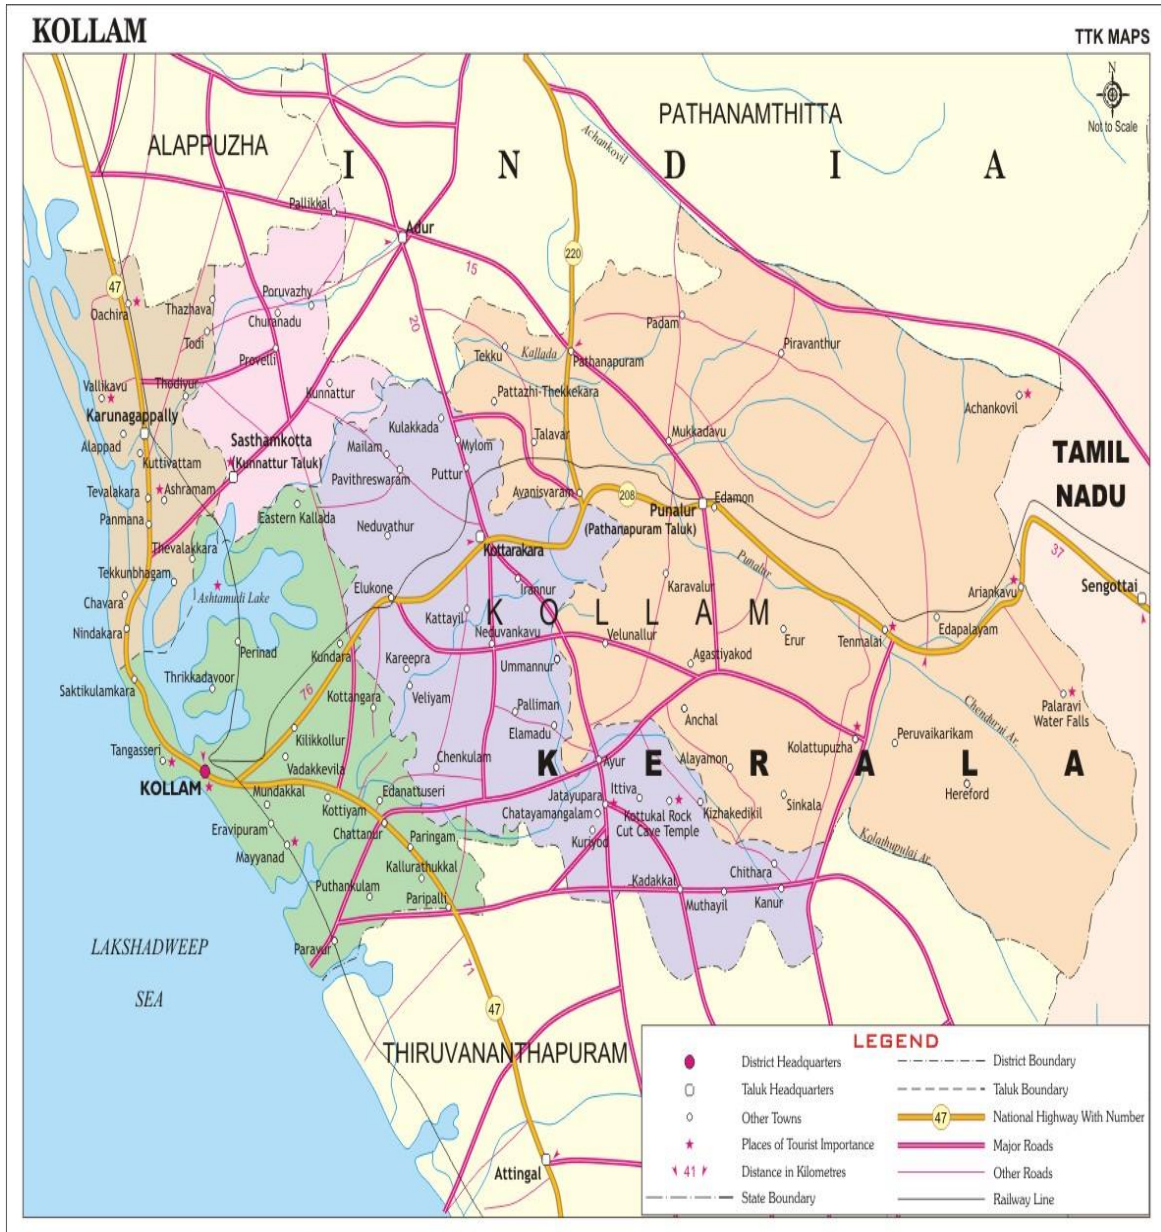 KOLLAM
TTK MAPS
N
Not to Scale
PATHANAMTHITTA
ALAPPUZHA
Achankovil
I N D I A
Pallikkal
Adur
220
15
47
Oachira
Thazhava
Poruvazhy
Churanadu
20
Padam
Todi
Provelli
Tekku
Kallada
Pathanapuram
Piravanthur
Vallikavu
Thodiyur
Kunnattur
Pattazhi-Thekkekara
Achankovil
Karunagappally
Kulakkada
Alappad
Sasthamkotta
(Kunnattur Taluk)
Mailam
Mylom
Talavar
Mukkadavu
TAMIL
NADU
Kuttivattam
Puttur
Pavithreswaram
Tevalakara
Ashramam
Avanisvaram
208
Edamon
Panmana
Eastern Kallada
Neduvathur
Punalur
(Pathanapuram Taluk)
Kottarakara
37
Thevalakkara
Punalur
Tekkunbhagam
Ashtamudi Lake
Elukone
Irannur
Karavalur
Ariankavu
Sengottai
Chavara
Kattayil
K O L L A M
Nindakara
Perinad
Kundara
Neduvankavu
Velunallur
Erur
Tenmalai
Edapalayam
Kareepra
Ummannur
Agastiyakod
Saktikulamkara
Thrikkadavoor
Kottangara
76
Veliyam
Palliman
Palaravi
Water Falls
Chendurni Ar.
Kilikkollur
Elamadu
Anchal
Kolattupuzha
Peruvaikarikam
Tangasseri
Vadakkevila
Chenkulam
K E R A L A
Ayur
Alayamon
KOLLAM
Mundakkal
Kottiyam
Edanattuseri
Jatayupara
Ittiva
Sinkala
Hereford
Chatayamangalam
Kottukal Rock
Cut Cave Temple
Kizhakedikil
Eravipuram
Chattanur
Paringam
Kuriyod
Kolathupulai Ar.
Mayyanad
Kallurathukkal
Chithara
Puthankulam
Paripalli
Kadakkal
Muthayil
Kanur
Paravur
LAKSHADWEEP
SEA
71
47
THIRUVANANTHAPURAM
Attingal
LEGEND
District Headquarters
Taluk Headquarters
Other Towns
Places of Tourist Importance
41 Distance in Kilometres
State Boundary
District Boundary
Taluk Boundary
47 National Highway With Number
Major Roads
Other Roads
Railway Line